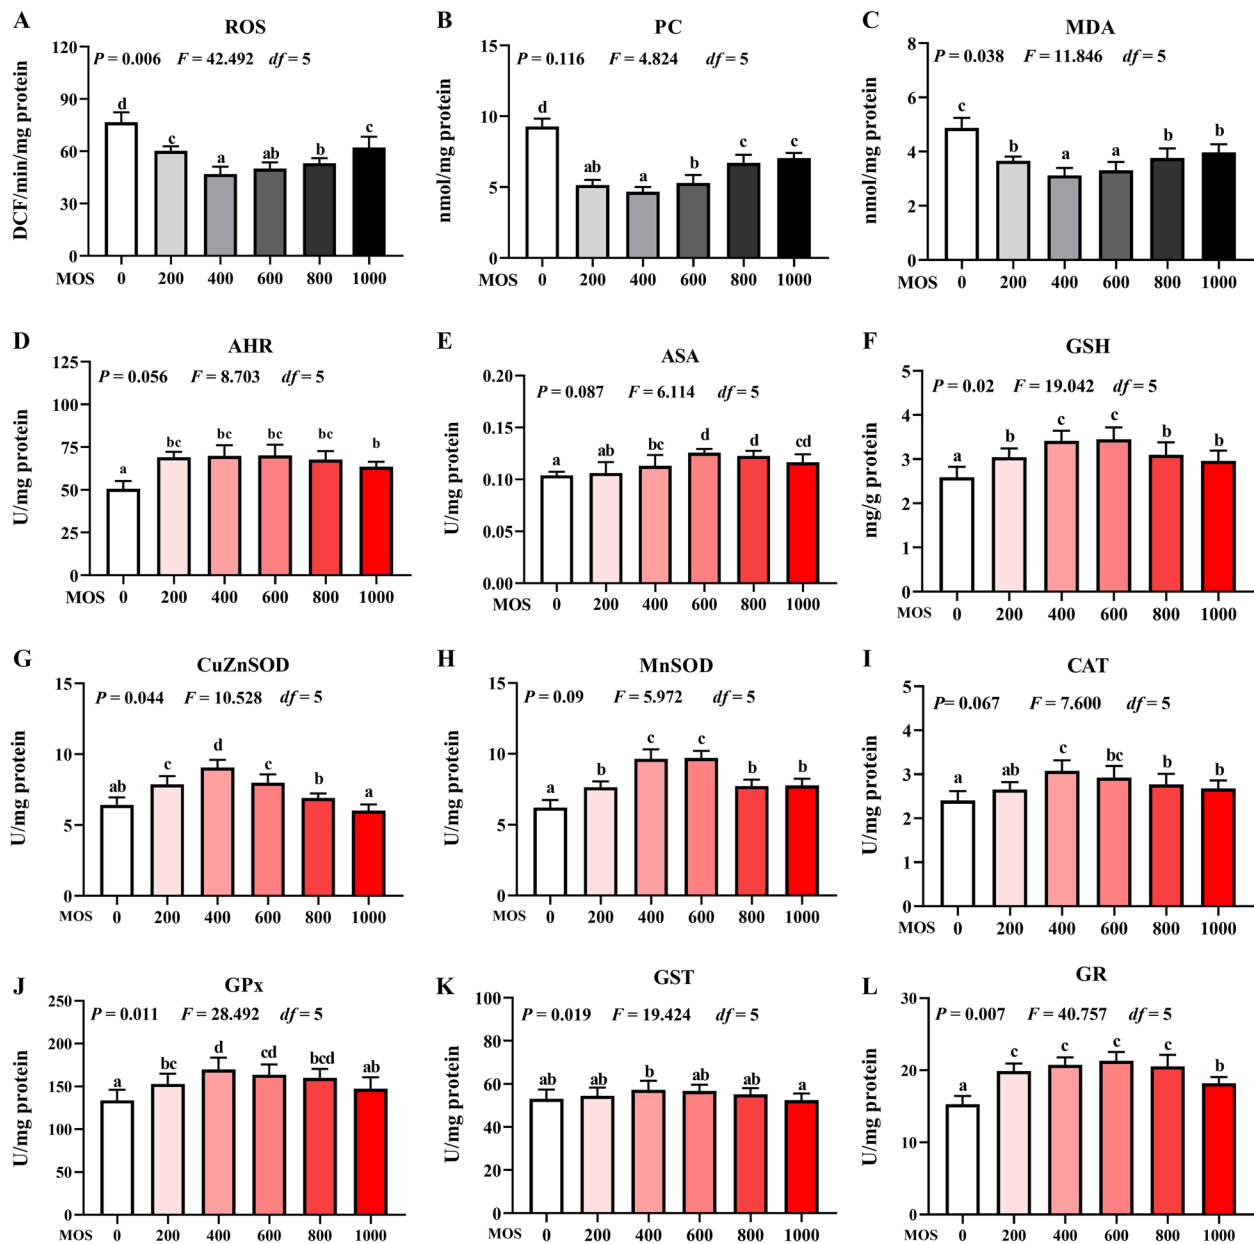 A
ROS
P = 0.006 F = 42.492 df = 5
DCF/min/mg protein
120
90
60
30
0
d c a ab b c
MOS 0 200 400 600 800 1000
B
PC
P = 0.116 F = 4.824 df = 5
nmol/mg protein
15
10
5
0
d ab a b c c
MOS 0 200 400 600 800 1000
C
MDA
P = 0.038 F = 11.846 df = 5
nmol/mg protein
8
6
4
2
0
c b a a b b
MOS 0 200 400 600 800 1000
D
AHR
P = 0.056 F = 8.703 df = 5
U/mg protein
125
100
75
50
25
0
a bc bc bc bc b
MOS 0 200 400 600 800 1000
E
ASA
P = 0.087 F = 6.114 df = 5
U/mg protein
0.20
0.15
0.10
0.05
0.00
a ab bc d d cd
MOS 0 200 400 600 800 1000
F
GSH
P = 0.02 F = 19.042 df = 5
mg/g protein
5
4
3
2
1
0
a b c c b b
MOS 0 200 400 600 800 1000
G
CuZnSOD
P = 0.044 F = 10.528 df = 5
U/mg protein
15
10
5
0
ab c d c b a
MOS 0 200 400 600 800 1000
H
MnSOD
P = 0.09 F = 5.972 df = 5
U/mg protein
15
10
5
0
a b c c b b
MOS 0 200 400 600 800 1000
I
CAT
P= 0.067 F = 7.600 df = 5
U/mg protein
5
4
3
2
1
0
a ab c bc b b
MOS 0 200 400 600 800 1000
J
GPx
P = 0.011 F = 28.492 df = 5
U/mg protein
250
200
150
100
50
0
a bc d cd bcd ab
MOS 0 200 400 600 800 1000
K
GST
P = 0.019 F = 19.424 df = 5
U/mg protein
100
80
60
40
20
0
ab ab b ab ab a
MOS 0 200 400 600 800 1000
L
GR
P = 0.007 F = 40.757 df = 5
U/mg protein
30
20
10
0
a c c c c b
MOS 0 200 400 600 800 1000